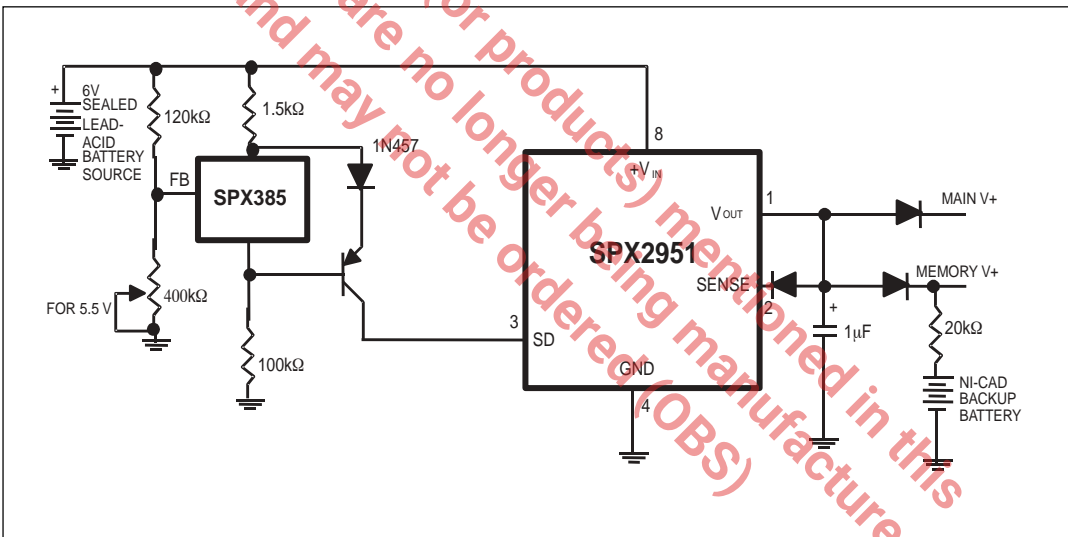 (or products) mentioned in this
are no longer being manufacture
and may not be ordered (OBS)
+
6V
SEALED
LEAD-
ACID
BATTERY
SOURCE
120kΩ
1.5kΩ
1N457
FB
SPX385
FOR 5.5 V
400kΩ
100kΩ
8
+VIN
1
VOUT
SPX2951
SENSE
2
3
SD
GND
4
MAIN V+
MEMORY V+
+
1µF
20kΩ
NI-CAD
BACKUP
BATTERY